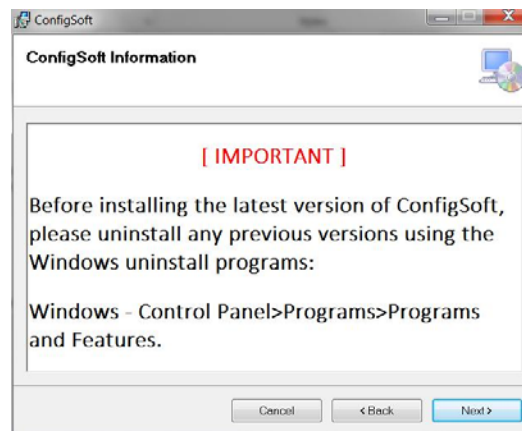 ConfigSoft
ConfigSoft Information
[ IMPORTANT ]
Before installing the latest version of ConfigSoft,
please uninstall any previous versions using the
Windows uninstall programs:
Windows - Control Panel>Programs>Programs
and Features.
Cancel
< Back
Next >